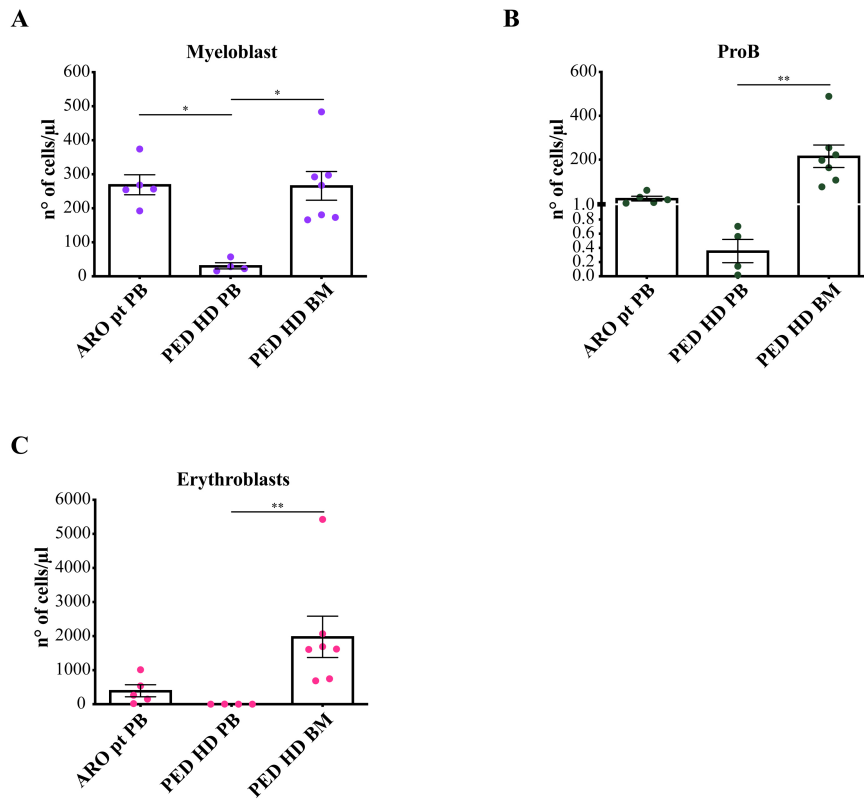 A
Myeloblast
n° of cells/µl
600
500
400
300
200
100
0
*
*
ARO pt PB
PED HD PB
PED HD BM
B
ProB
n° of cells/µl
600
400
200
1.0
0.8
0.6
0.4
0.2
0.0
**
ARO pt PB
PED HD PB
PED HD BM
C
Erythroblasts
n° of cells/µl
6000
5000
4000
3000
2000
1000
0
**
ARO pt PB
PED HD PB
PED HD BM